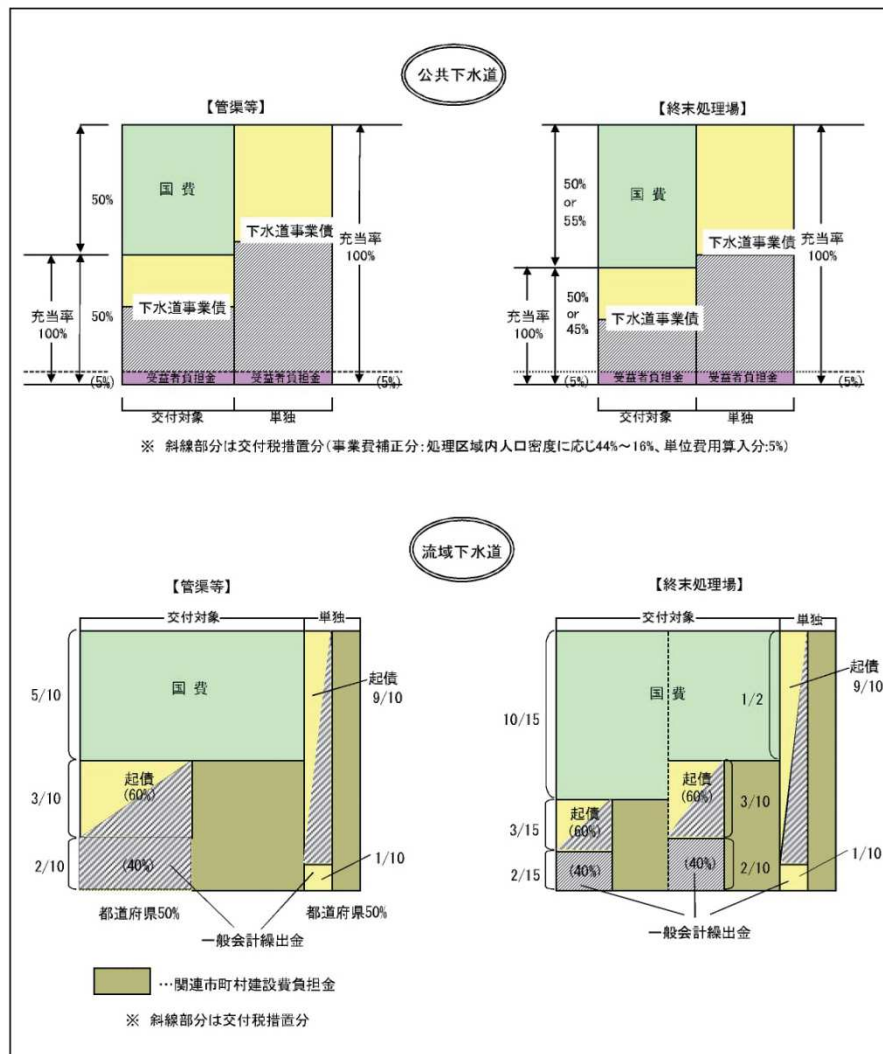 公共下水道
【管渠等】
【終末処理場】
国 費
50%
下水道事業債
充当率
100%
下水道事業債
充当率
100%
50%
(5%)
受益者負担金
受益者負担金
(5%)
交付対象
単独
国 費
50%
or
55%
下水道事業債
充当率
100%
下水道事業債
充当率
100%
50%
or
45%
(5%)
受益者負担金
受益者負担金
(5%)
交付対象
単独
※ 斜線部分は交付税措置分(事業費補正分:処理区域内人口密度に応じ44%～16%、単位費用算入分:5%)
流域下水道
【管渠等】
【終末処理場】
交付対象
単独
5/10
国 費
起債
9/10
3/10
起債
(60%)
2/10
(40%)
1/10
都道府県50%
都道府県50%
一般会計繰出金
交付対象
単独
10/15
国 費
1/2
起債
9/10
3/15
起債
(60%)
起債
(60%)
3/10
2/15
(40%)
(40%)
2/10
1/10
一般会計繰出金
…関連市町村建設費負担金
※ 斜線部分は交付税措置分